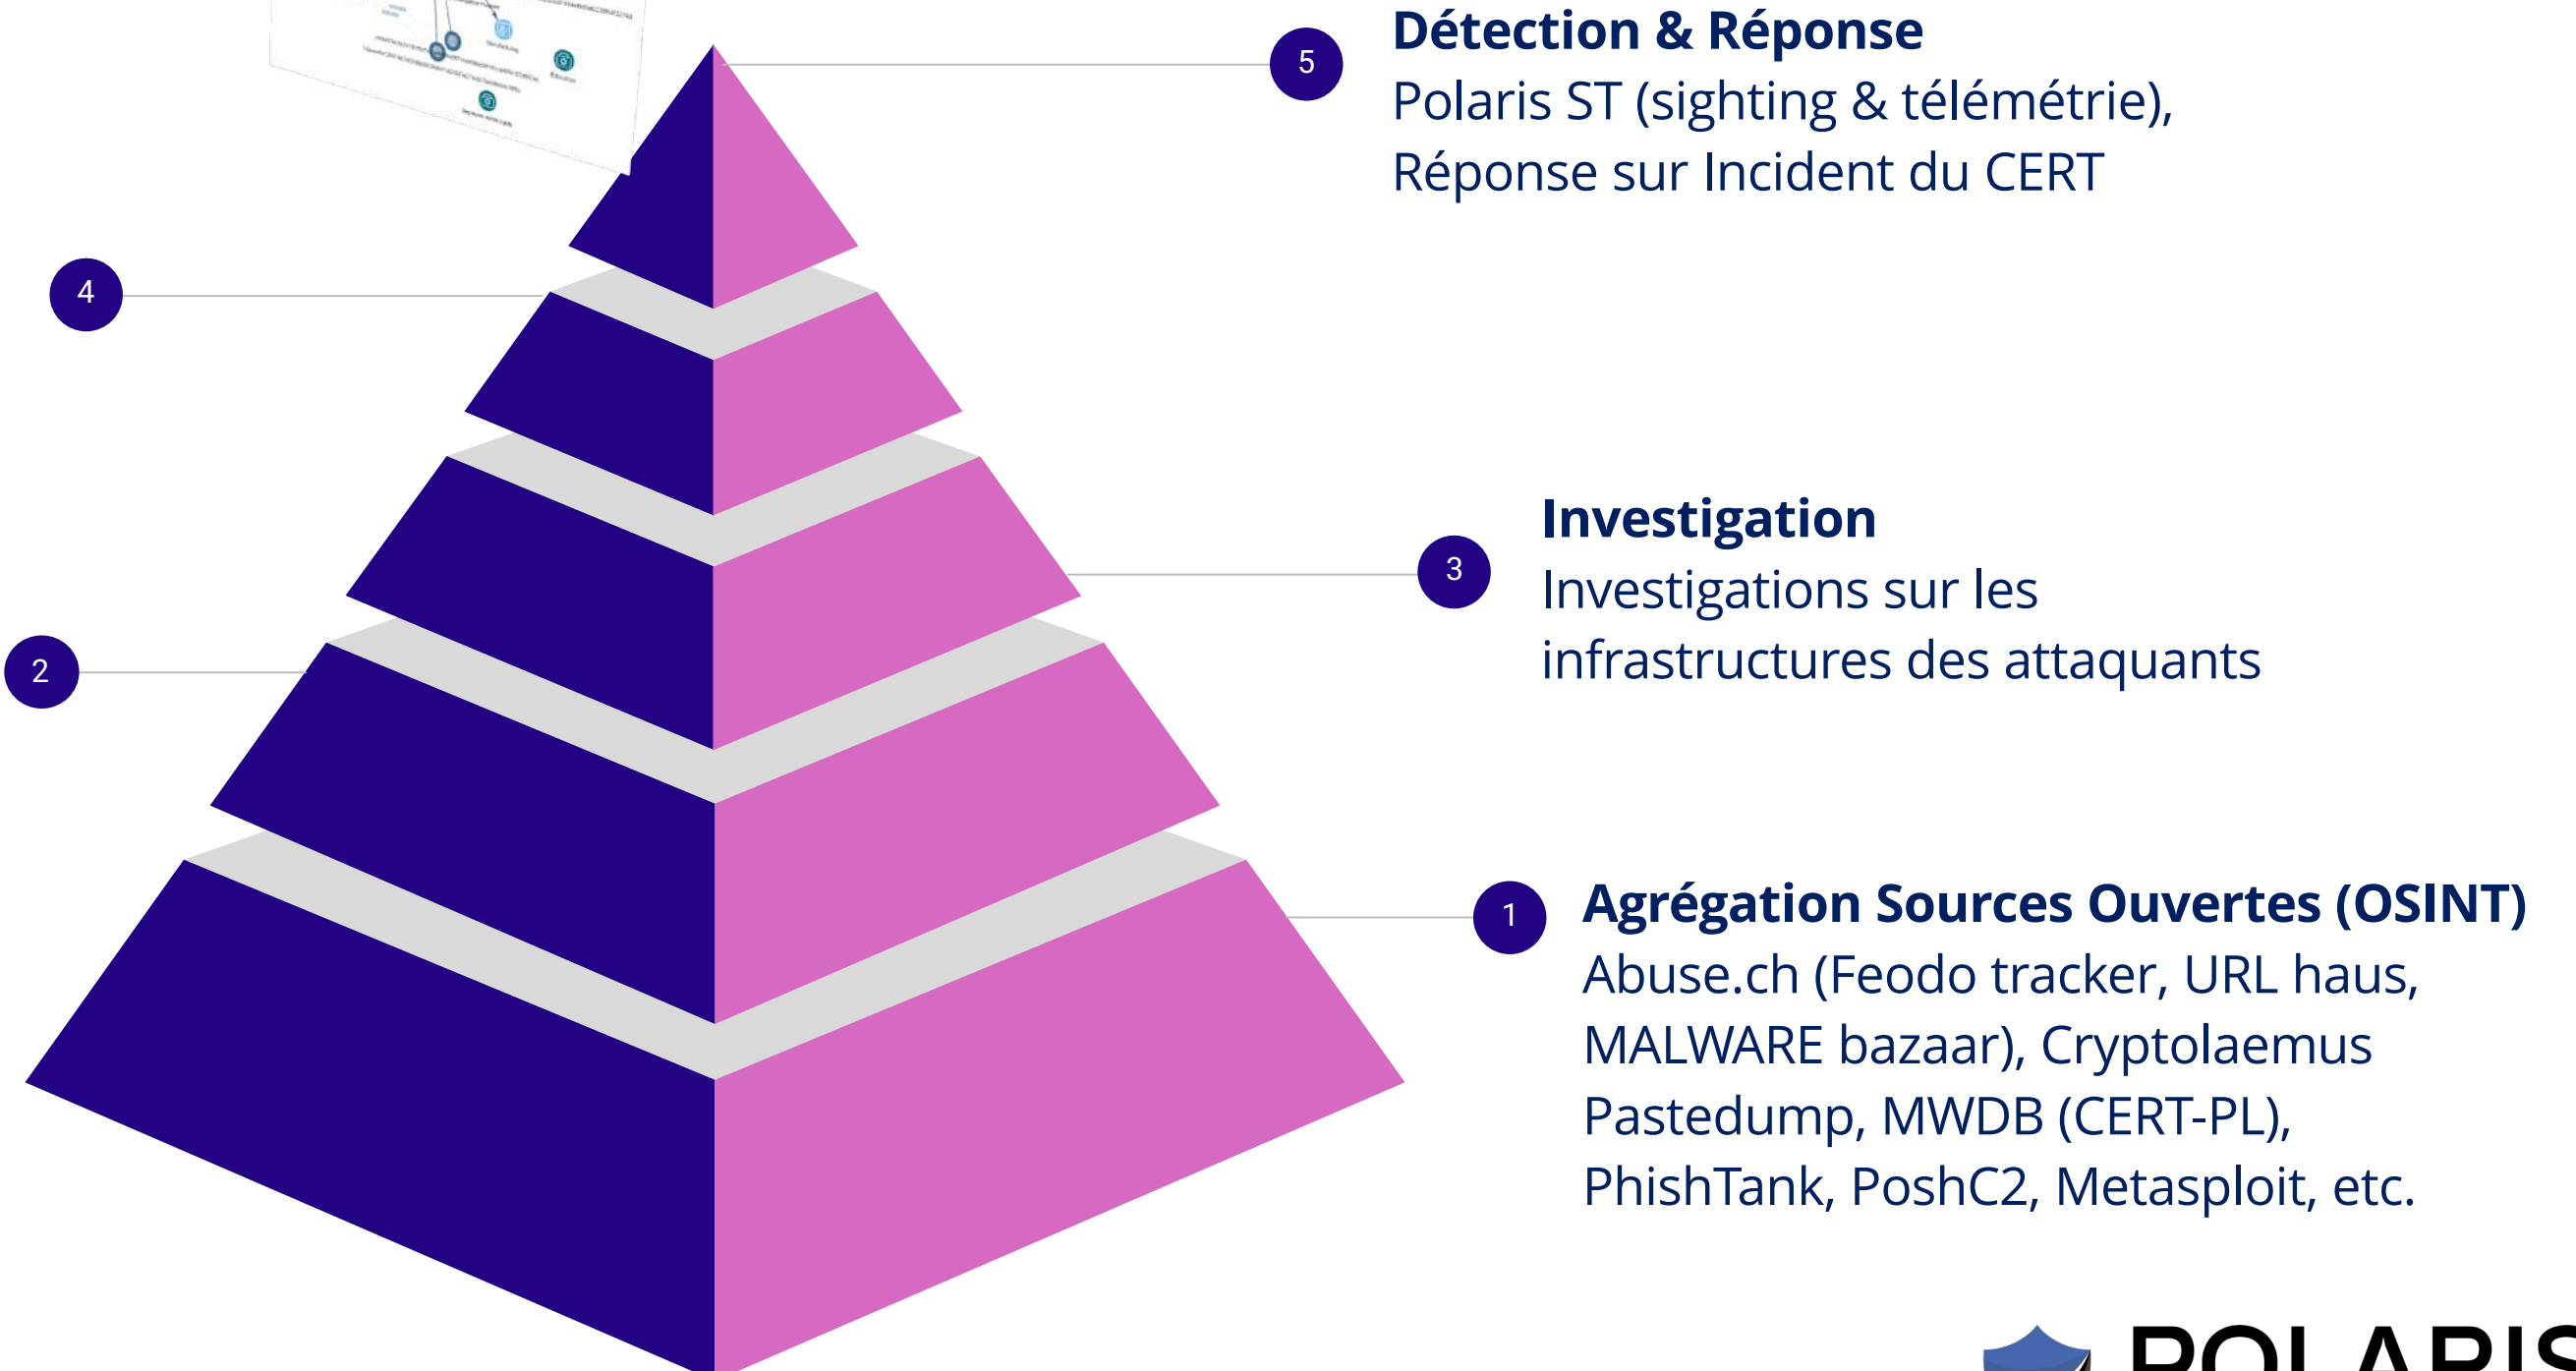 5
Détection & Réponse
Polaris ST (sighting & télémétrie),
Réponse sur Incident du CERT
4
Investigation
3
Investigations sur les
infrastructures des attaquants
2
1
Agrégation Sources Ouvertes (OSINT)
Abuse.ch (Feodo tracker, URL haus,
MALWARE bazaar), Cryptolaemus
Pastedump, MWDB (CERT-PL),
PhishTank, PoshC2, Metasploit, etc.
POLARIS